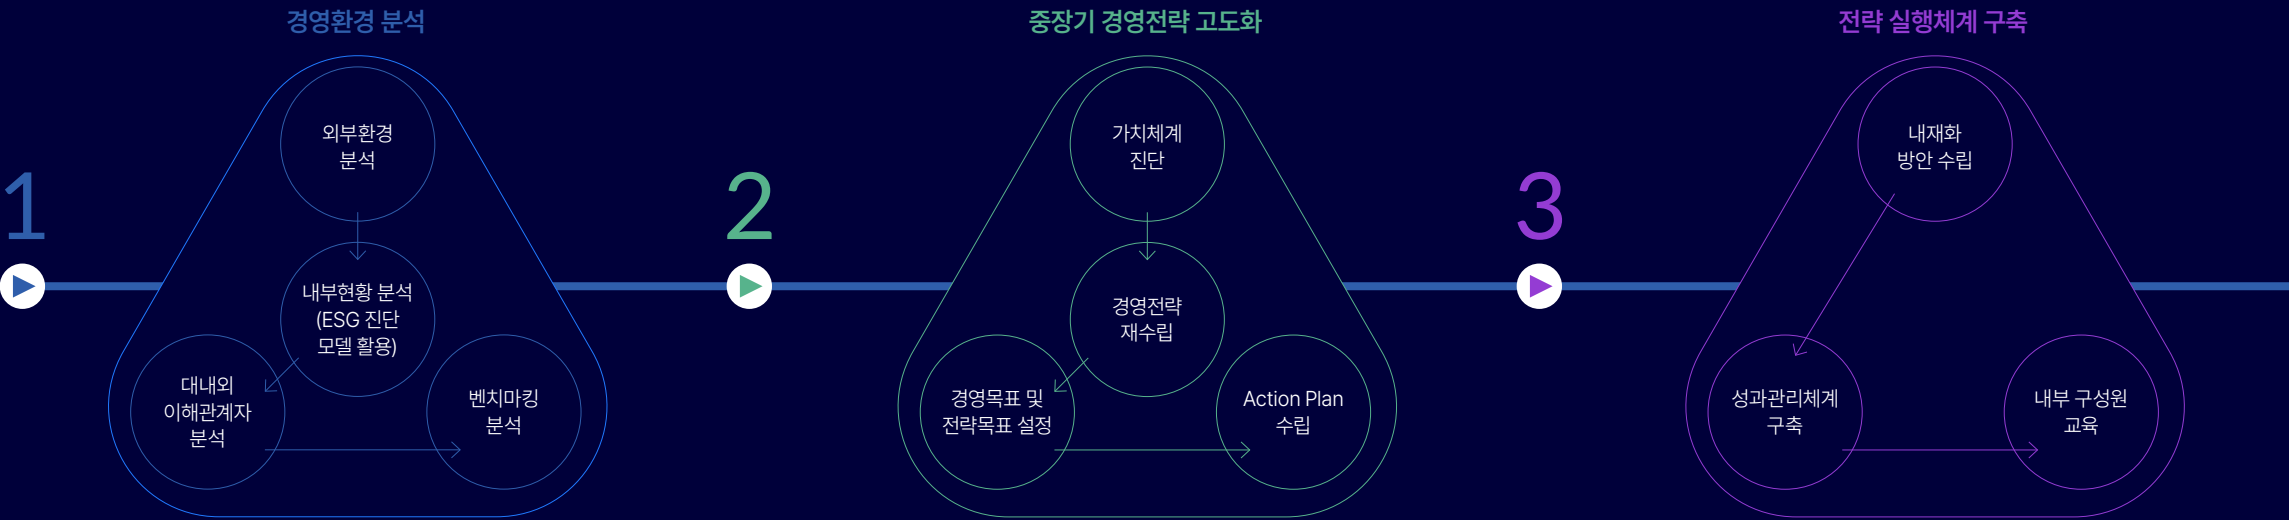 1
경영환경 분석
외부환경
분석
내부현황 분석
(ESG 진단
모델 활용)
대내외
이해관계자
분석
벤치마킹
분석
2
중장기 경영전략 고도화
가치체계
진단
경영전략
재수립
경영목표 및
전략목표 설정
Action Plan
수립
3
전략 실행체계 구축
내재화
방안 수립
성과관리체계
구축
내부 구성원
교육